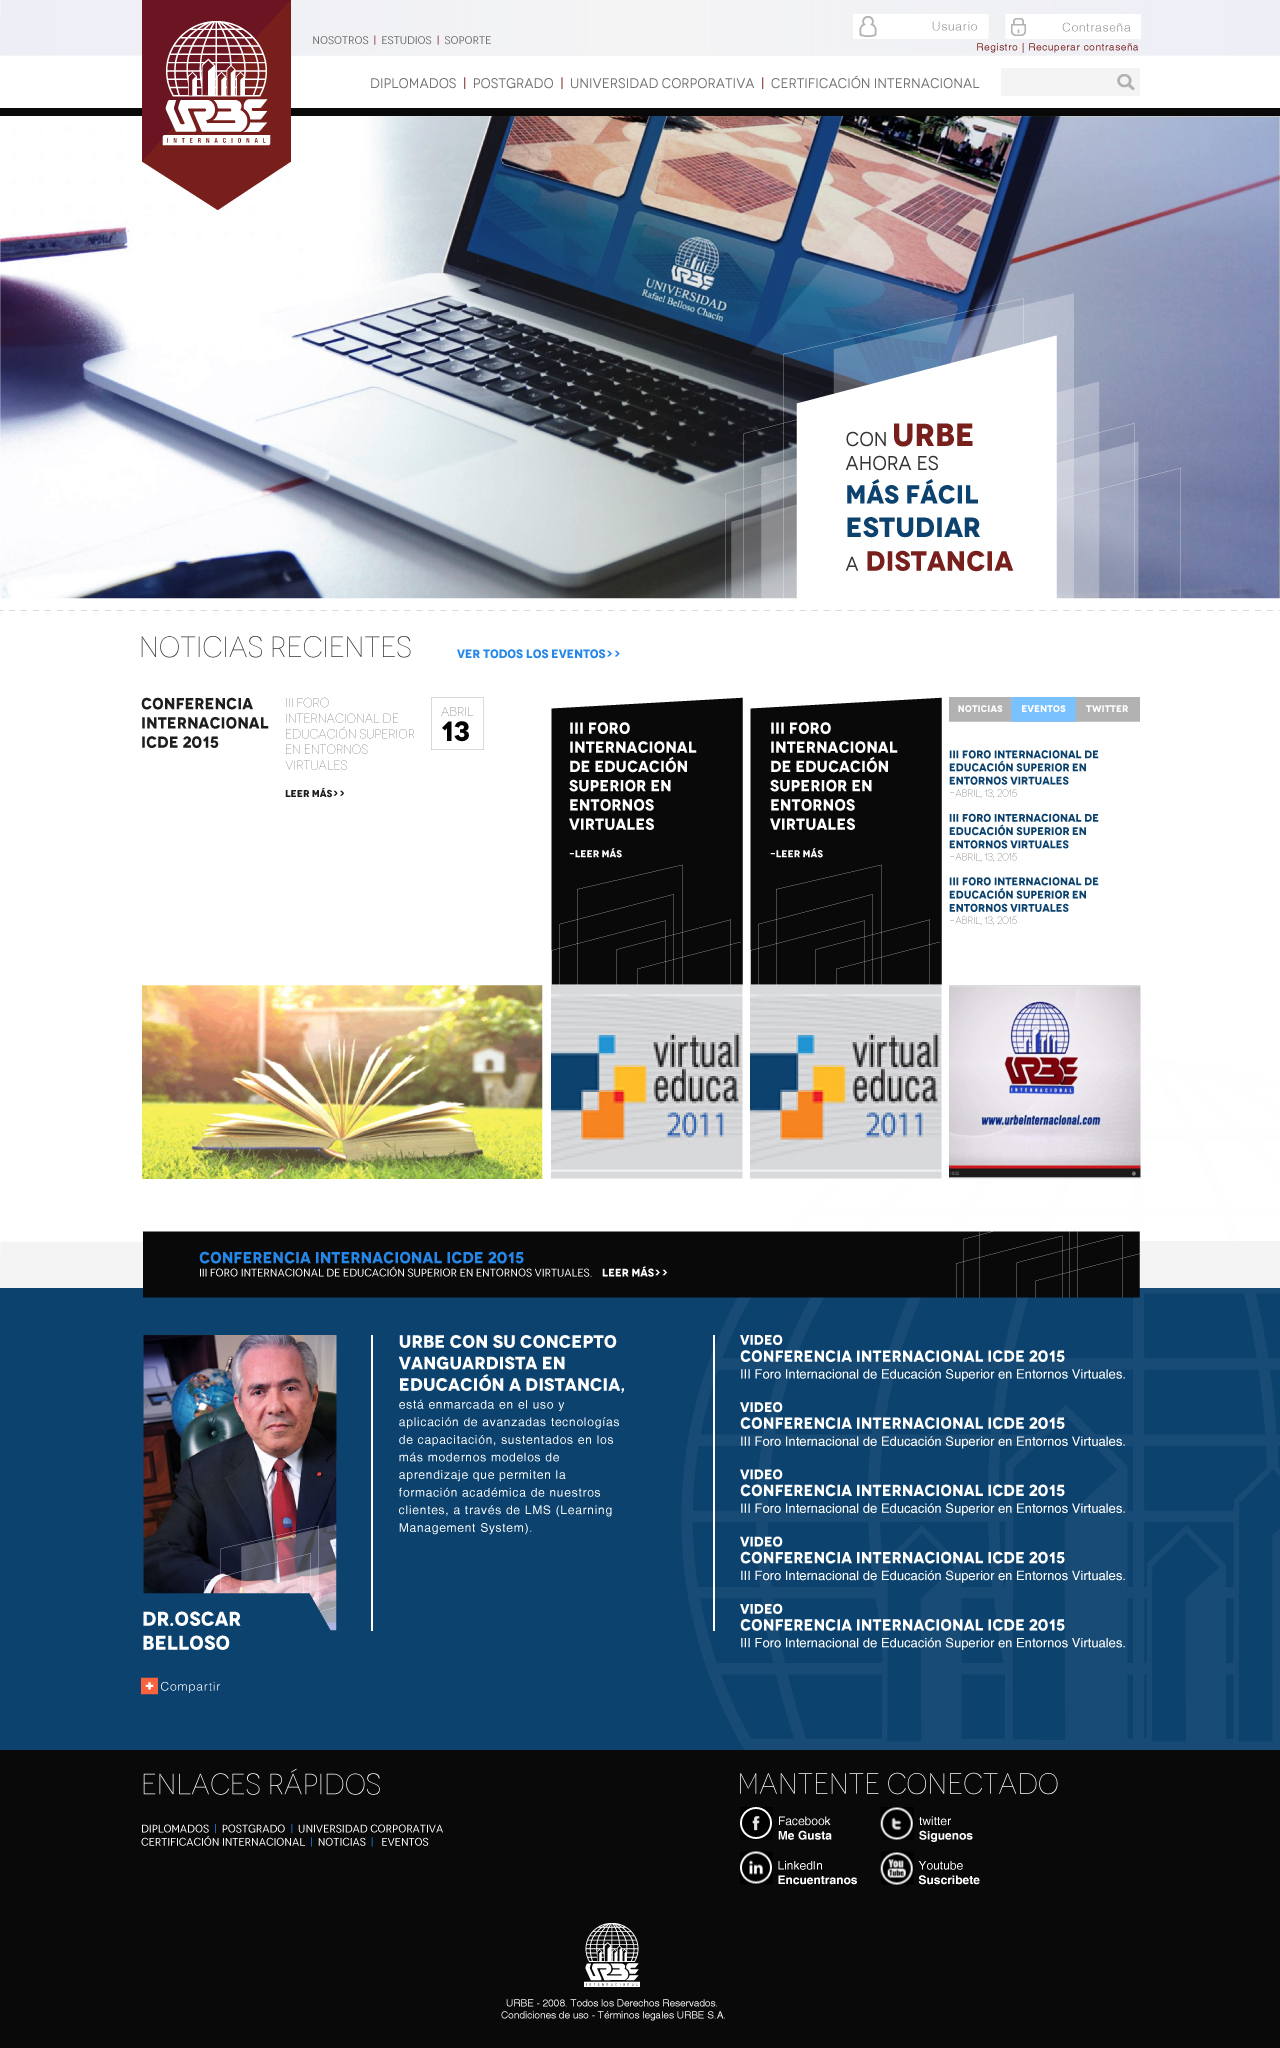 NOSOTROS | ESTUDIOS | SOPORTE
Usuario
Contraseña
Registro | Recuperar contraseña
DIPLOMADOS | POSTGRADO | UNIVERSIDAD CORPORATIVA | CERTIFICACIÓN INTERNACIONAL
URBE
INTERNACIONAL
URBE
UNIVERSIDAD
Rafael Belloso Chacín
CON URBE
AHORA ES
MÁS FÁCIL
ESTUDIAR
A DISTANCIA
NOTICIAS RECIENTES
VER TODOS LOS EVENTOS>>
CONFERENCIA
INTERNACIONAL
ICDE 2015
III FORO
INTERNACIONAL DE
EDUCACIÓN SUPERIOR
EN ENTORNOS
VIRTUALES
LEER MÁS>>
ABRIL
13
III FORO
INTERNACIONAL
DE EDUCACIÓN
SUPERIOR EN
ENTORNOS
VIRTUALES
-LEER MÁS
III FORO
INTERNACIONAL
DE EDUCACIÓN
SUPERIOR EN
ENTORNOS
VIRTUALES
-LEER MÁS
NOTICIAS EVENTOS TWITTER
III FORO INTERNACIONAL DE
EDUCACIÓN SUPERIOR EN
ENTORNOS VIRTUALES
-ABRIL, 13, 2015
III FORO INTERNACIONAL DE
EDUCACIÓN SUPERIOR EN
ENTORNOS VIRTUALES
-ABRIL, 13, 2015
III FORO INTERNACIONAL DE
EDUCACIÓN SUPERIOR EN
ENTORNOS VIRTUALES
-ABRIL, 13, 2015
virtual
educa
2011
virtual
educa
2011
URBE
INTERNACIONAL
www.urbeinternacional.com
CONFERENCIA INTERNACIONAL ICDE 2015
III FORO INTERNACIONAL DE EDUCACIÓN SUPERIOR EN ENTORNOS VIRTUALES. LEER MÁS>>
DR.OSCAR
BELLOSO
Compartir
URBE CON SU CONCEPTO
VANGUARDISTA EN
EDUCACIÓN A DISTANCIA,
está enmarcada en el uso y
aplicación de avanzadas tecnologías
de capacitación, sustentados en los
más modernos modelos de
aprendizaje que permiten la
formación académica de nuestros
clientes, a través de LMS (Learning
Management System).
VIDEO
CONFERENCIA INTERNACIONAL ICDE 2015
III Foro Internacional de Educación Superior en Entornos Virtuales.
VIDEO
CONFERENCIA INTERNACIONAL ICDE 2015
III Foro Internacional de Educación Superior en Entornos Virtuales.
VIDEO
CONFERENCIA INTERNACIONAL ICDE 2015
III Foro Internacional de Educación Superior en Entornos Virtuales.
VIDEO
CONFERENCIA INTERNACIONAL ICDE 2015
III Foro Internacional de Educación Superior en Entornos Virtuales.
VIDEO
CONFERENCIA INTERNACIONAL ICDE 2015
III Foro Internacional de Educación Superior en Entornos Virtuales.
ENLACES RÁPIDOS
DIPLOMADOS | POSTGRADO | UNIVERSIDAD CORPORATIVA
CERTIFICACIÓN INTERNACIONAL | NOTICIAS | EVENTOS
MANTENTE CONECTADO
Facebook
Me Gusta
twitter
Siguenos
LinkedIn
Encuentranos
You
Tube
Youtube
Suscribete
URBE
INTERNACIONAL
URBE - 2008. Todos los Derechos Reservados.
Condiciones de uso - Términos legales URBE S.A.